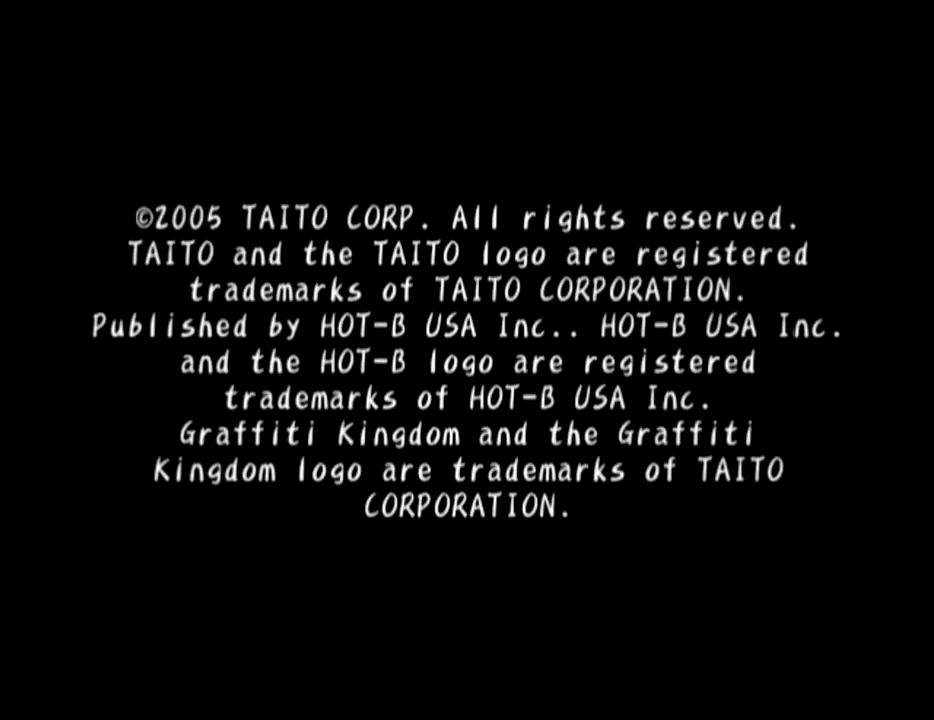 ©2005 TAITO CORP. All rights reserved.
TAITO and the TAITO logo are registered
trademarks of TAITO CORPORATION.
Published by HOT-B USA Inc.. HOT-B USA Inc.
and the HOT-B logo are registered
trademarks of HOT-B USA Inc.
Graffiti Kingdom and the Graffiti
Kingdom logo are trademarks of TAITO
CORPORATION.